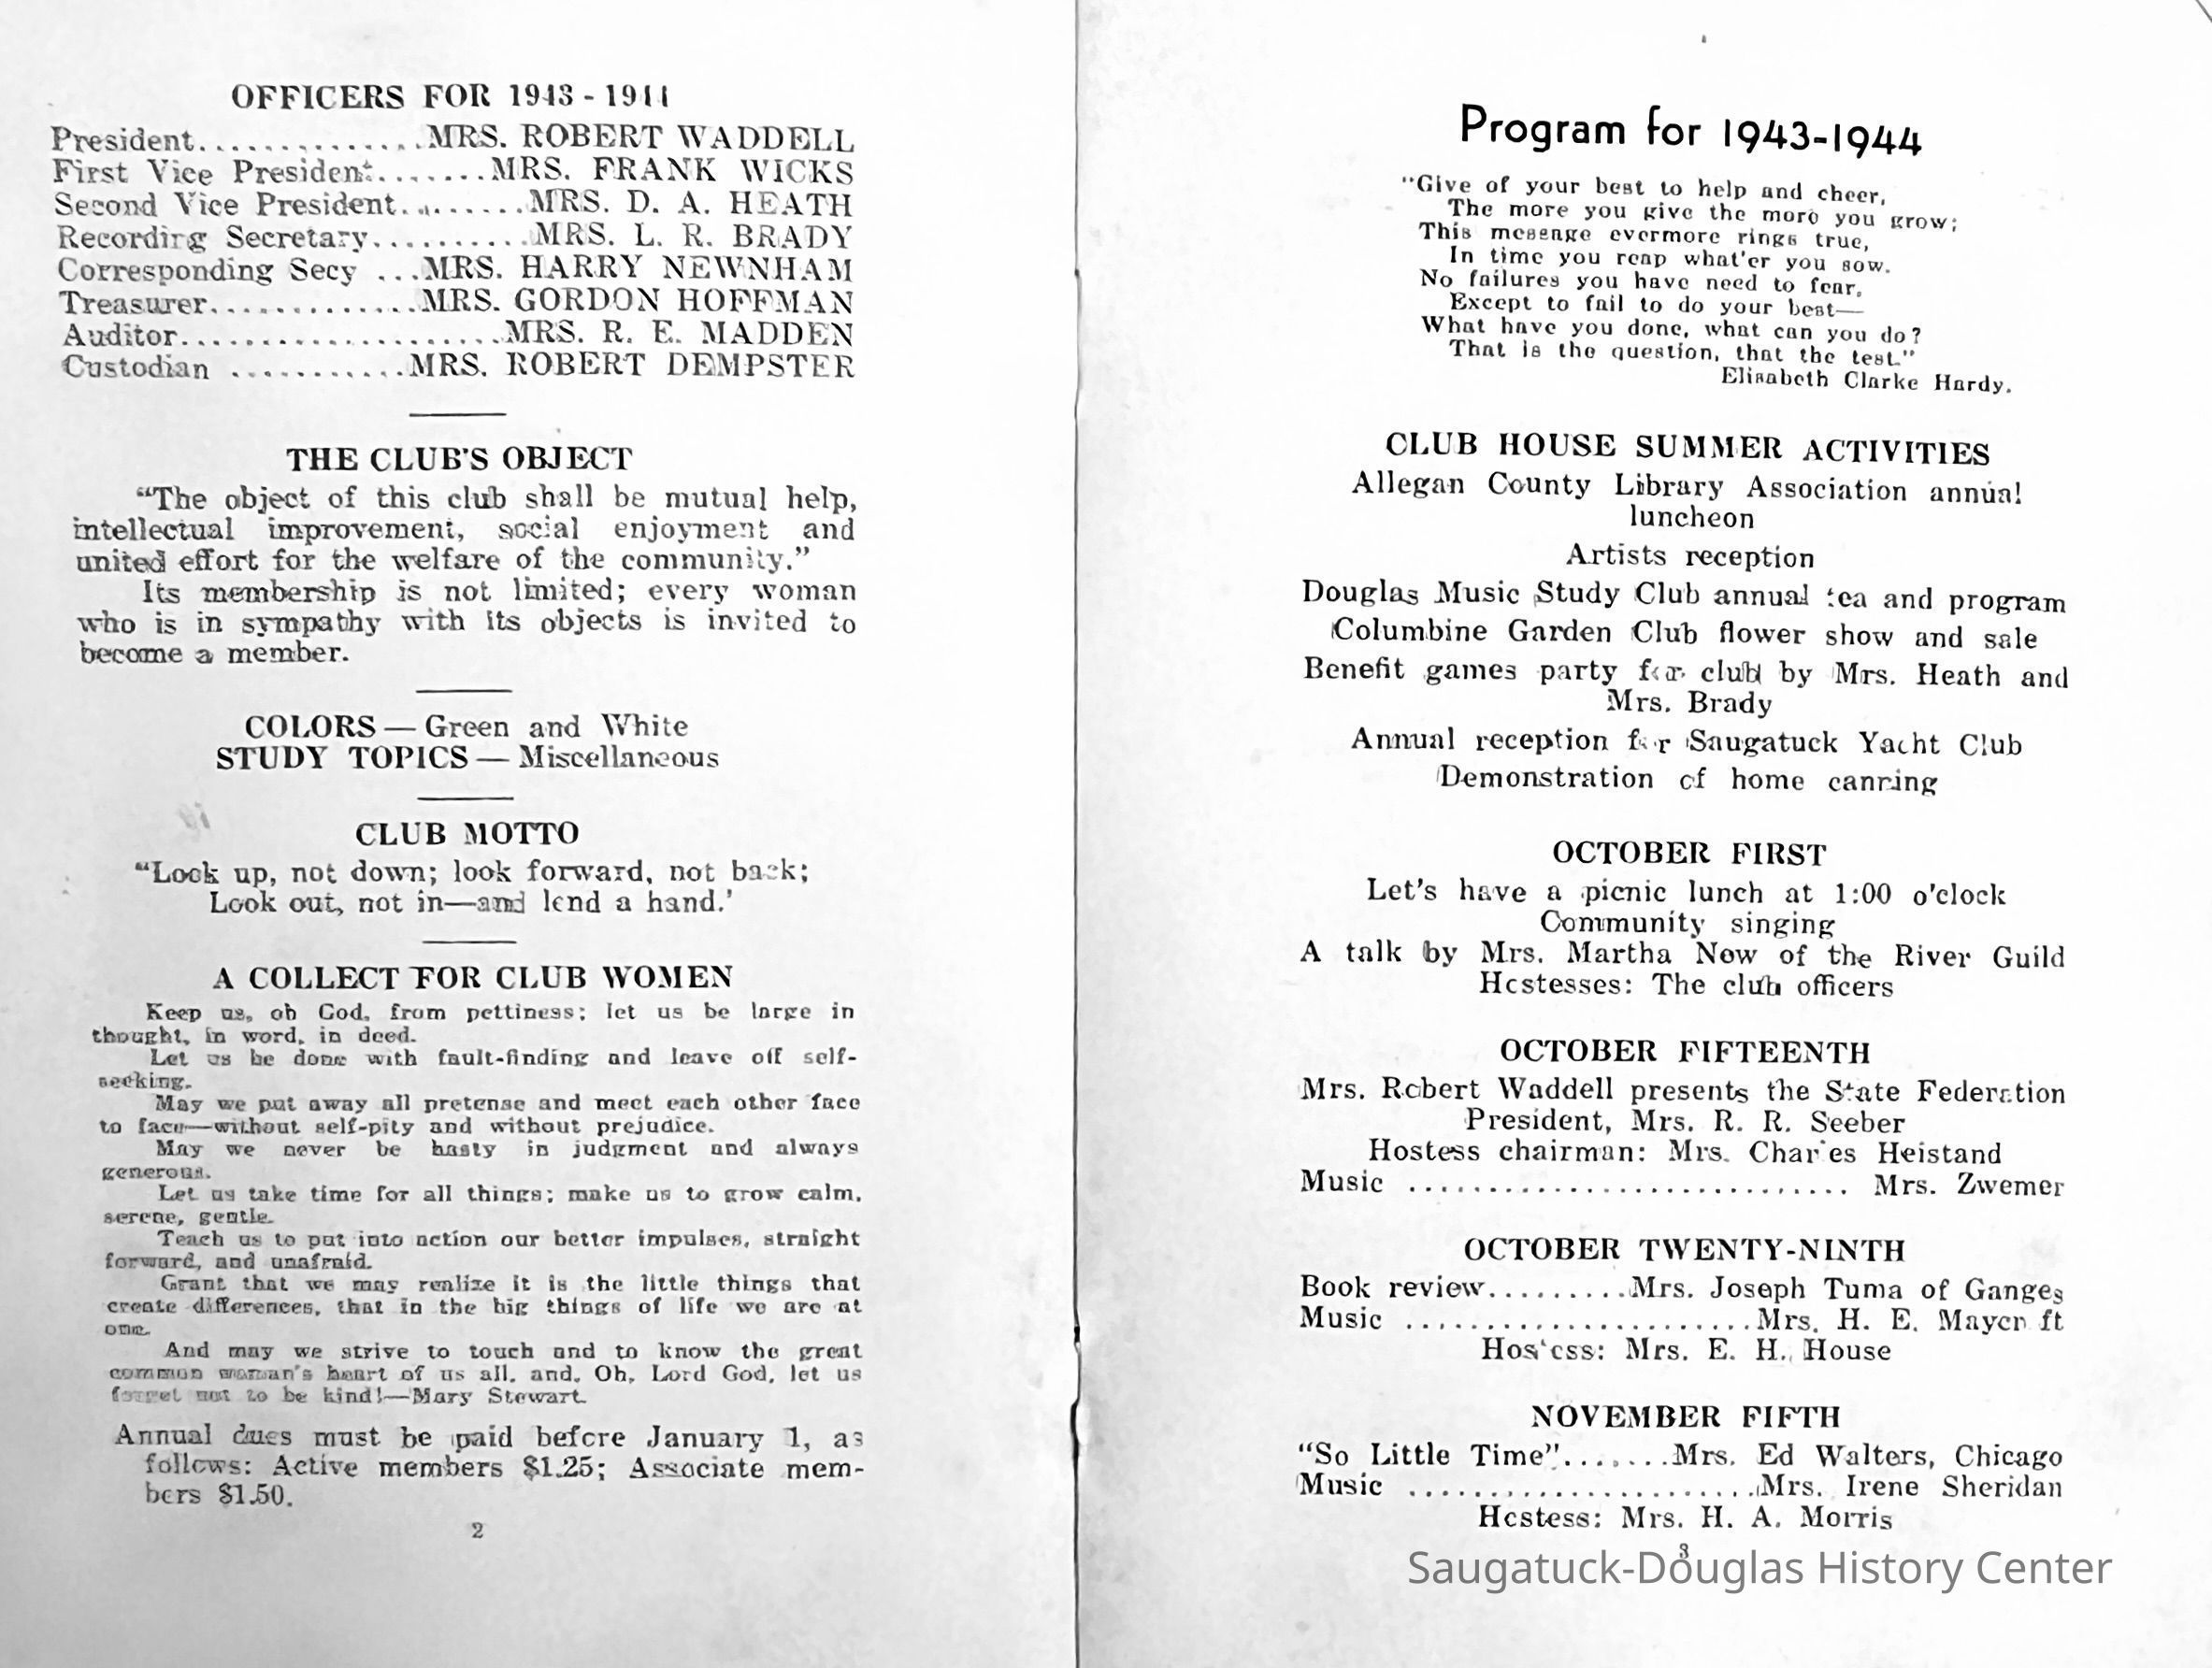 OFFICERS FOR 1943 - 1944
President..............MRS. ROBERT WADDELL
First Vice President.......MRS. FRANK WICKS
Second Vice President........MRS. D. A. HEATH
Recording Secretary..........MRS. L. R. BRADY
Corresponding Secy ...MRS. HARRY NEWNHAM
Treasurer.............MRS. GORDON HOFFMAN
Auditor....................MRS. R. E. MADDEN
Custodian ...........MRS. ROBERT DEMPSTER
THE CLUB'S OBJECT
"The object of this club shall be mutual help,
intellectual improvement, social enjoyment and
united effort for the welfare of the community."
Its membership is not limited; every woman
who is in sympathy with its objects is invited to
become a member.
COLORS — Green and White
STUDY TOPICS — Miscellaneous
CLUB MOTTO
"Look up, not down; look forward, not back;
Look out, not in—and lend a hand.'
A COLLECT FOR CLUB WOMEN
Keep us, oh God, from pettiness; let us be large in
thought, in word, in deed.
Let us be done with fault-finding and leave off self-
seeking.
May we put away all pretense and meet each other face
to face—without self-pity and without prejudice.
May we never be hasty in judgment and always
generous.
Let us take time for all things; make us to grow calm,
serene, gentle.
Teach us to put into action our better impulses, straight
forward, and unafraid.
Grant that we may realize it is the little things that
create differences, that in the big things of life we are at
one.
And may we strive to touch and to know the great
common woman's heart of us all, and, Oh, Lord God, let us
forget not to be kind!—Mary Stewart.
Annual dues must be paid before January 1, as
follows: Active members $1.25; Associate mem-
bers $1.50.
2
Program for 1943-1944
"Give of your best to help and cheer,
The more you give the more you grow;
This message evermore rings true,
In time you reap what'er you sow.
No failures you have need to fear,
Except to fail to do your best—
What have you done, what can you do?
That is the question, that the test."
Elisabeth Clarke Hardy.
CLUB HOUSE SUMMER ACTIVITIES
Allegan County Library Association annual
luncheon
Artists reception
Douglas Music Study Club annual tea and program
Columbine Garden Club flower show and sale
Benefit games party for club by Mrs. Heath and
Mrs. Brady
Annual reception for Saugatuck Yacht Club
Demonstration of home canning
OCTOBER FIRST
Let's have a picnic lunch at 1:00 o'clock
Community singing
A talk by Mrs. Martha Now of the River Guild
Hostesses: The club officers
OCTOBER FIFTEENTH
Mrs. Robert Waddell presents the State Federation
President, Mrs. R. R. Seeber
Hostess chairman: Mrs. Charles Heistand
Music ............................ Mrs. Zwemer
OCTOBER TWENTY-NINTH
Book review.........Mrs. Joseph Tuma of Ganges
Music ......................Mrs. H. E. Maycroft
Hostess: Mrs. E. H. House
NOVEMBER FIFTH
"So Little Time".......Mrs. Ed Walters, Chicago
Music ......................Mrs. Irene Sheridan
Hostess: Mrs. H. A. Morris
3
Saugatuck-Douglas History Center